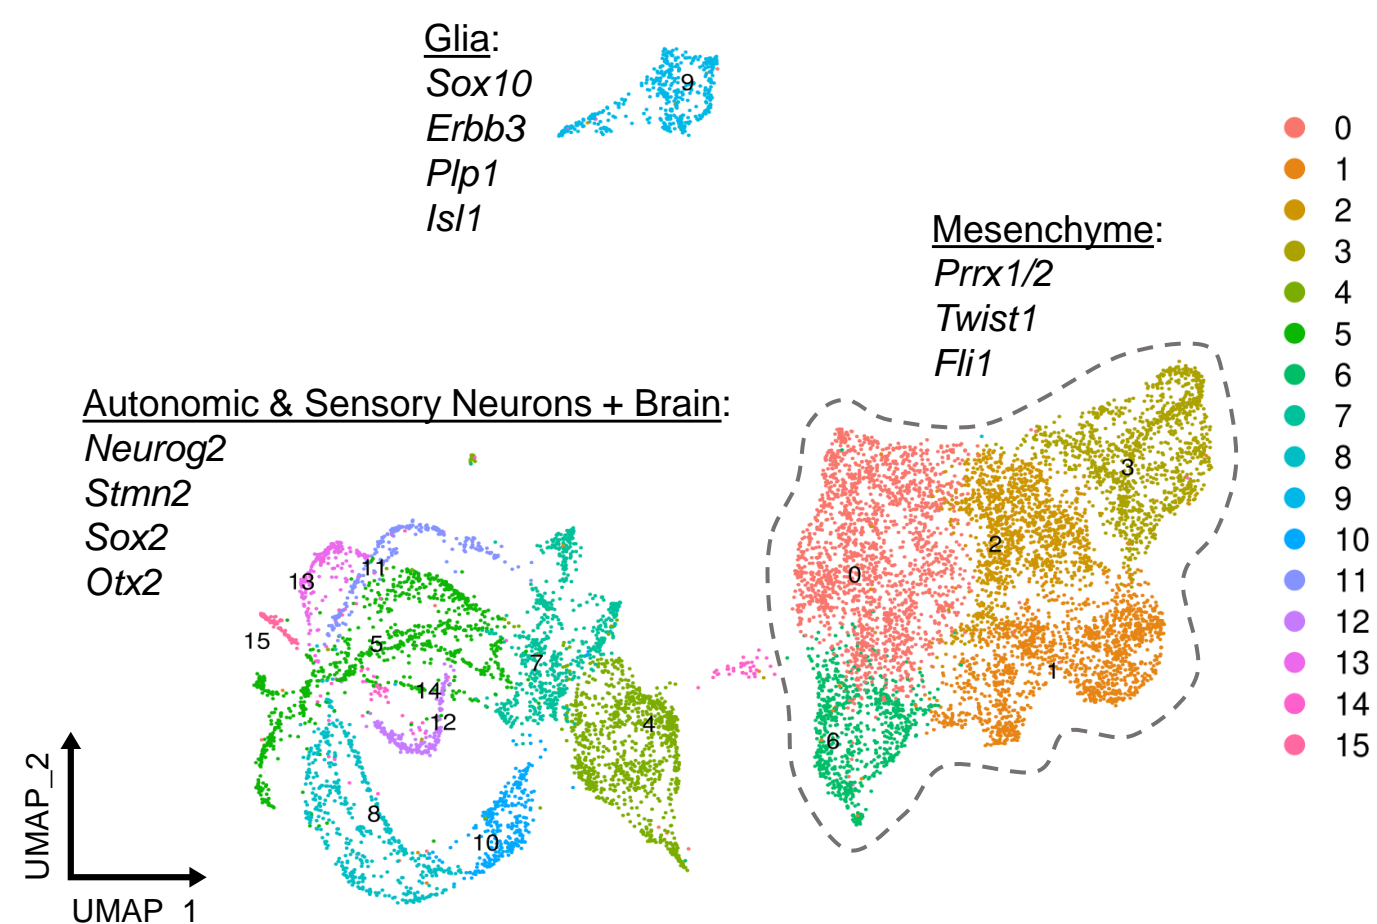 Glia:
Sox10
Erbb3
Plp1
Isl1
9
Mesenchyme:
Prrx1/2
Twist1
Fli1
Autonomic & Sensory Neurons + Brain:
Neurog2
Stmn2
Sox2
Otx2
13
11
15
5
7
14
12
4
8
10
3
2
0
1
6
0
1
2
3
4
5
6
7
8
9
10
11
12
13
14
15
UMAP_2
UMAP_1